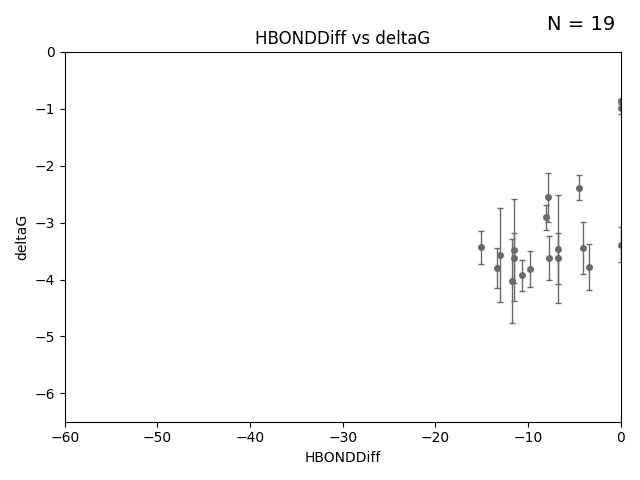 N = 19
HBONDDiff vs deltaG
0
−1
−2
−3
−4
−5
−6
deltaG
−60 −50 −40 −30 −20 −10 0
HBONDDiff